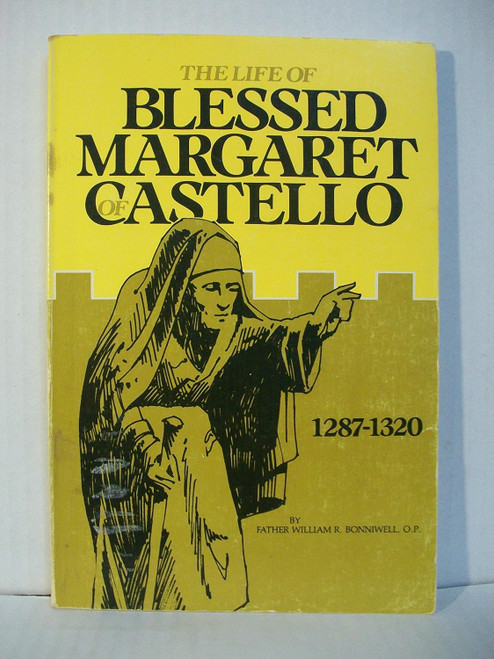 THE LIFE OF
BLESSED
MARGARET
OF CASTELLO
1287-1320
BY
FATHER WILLIAM R. BONNIWELL, O.P.